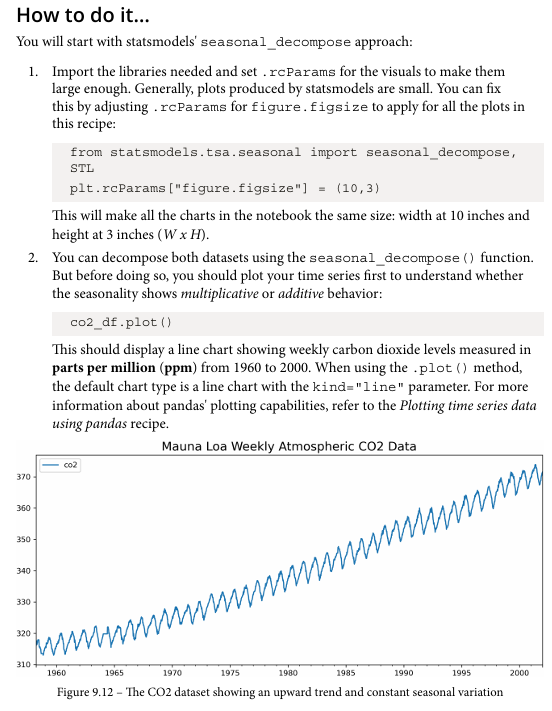 How to do it...
You will start with statsmodels' seasonal_decompose approach:
1. Import the libraries needed and set .rcParams for the visuals to make them
large enough. Generally, plots produced by statsmodels are small. You can fix
this by adjusting .rcParams for figure.figsize to apply for all the plots in
this recipe:
from statsmodels.tsa.seasonal import seasonal_decompose,
STL
plt.rcParams["figure.figsize"] = (10,3)
This will make all the charts in the notebook the same size: width at 10 inches and
height at 3 inches (W x H).
2. You can decompose both datasets using the seasonal_decompose() function.
But before doing so, you should plot your time series first to understand whether
the seasonality shows multiplicative or additive behavior:
co2_df.plot()
This should display a line chart showing weekly carbon dioxide levels measured in
parts per million (ppm) from 1960 to 2000. When using the .plot() method,
the default chart type is a line chart with the kind="line" parameter. For more
information about pandas' plotting capabilities, refer to the Plotting time series data
using pandas recipe.
Mauna Loa Weekly Atmospheric CO2 Data
co2
370
360
350
340
330
320
310
1960 1965 1970 1975 1980 1985 1990 1995 2000
Figure 9.12 – The CO2 dataset showing an upward trend and constant seasonal variation